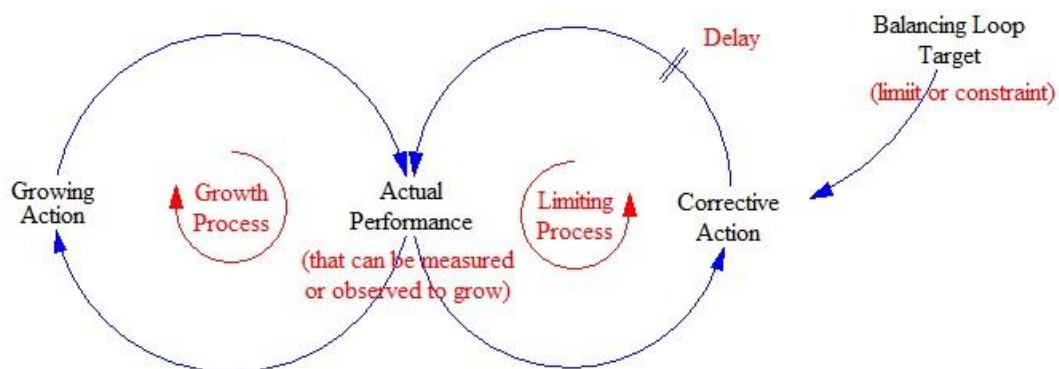 Delay
Balancing Loop
Target
(limiit or constraint)
Growing
Action
Growth
Process
Actual
Performance
(that can be measured
or observed to grow)
Limiting
Process
Corrective
Action